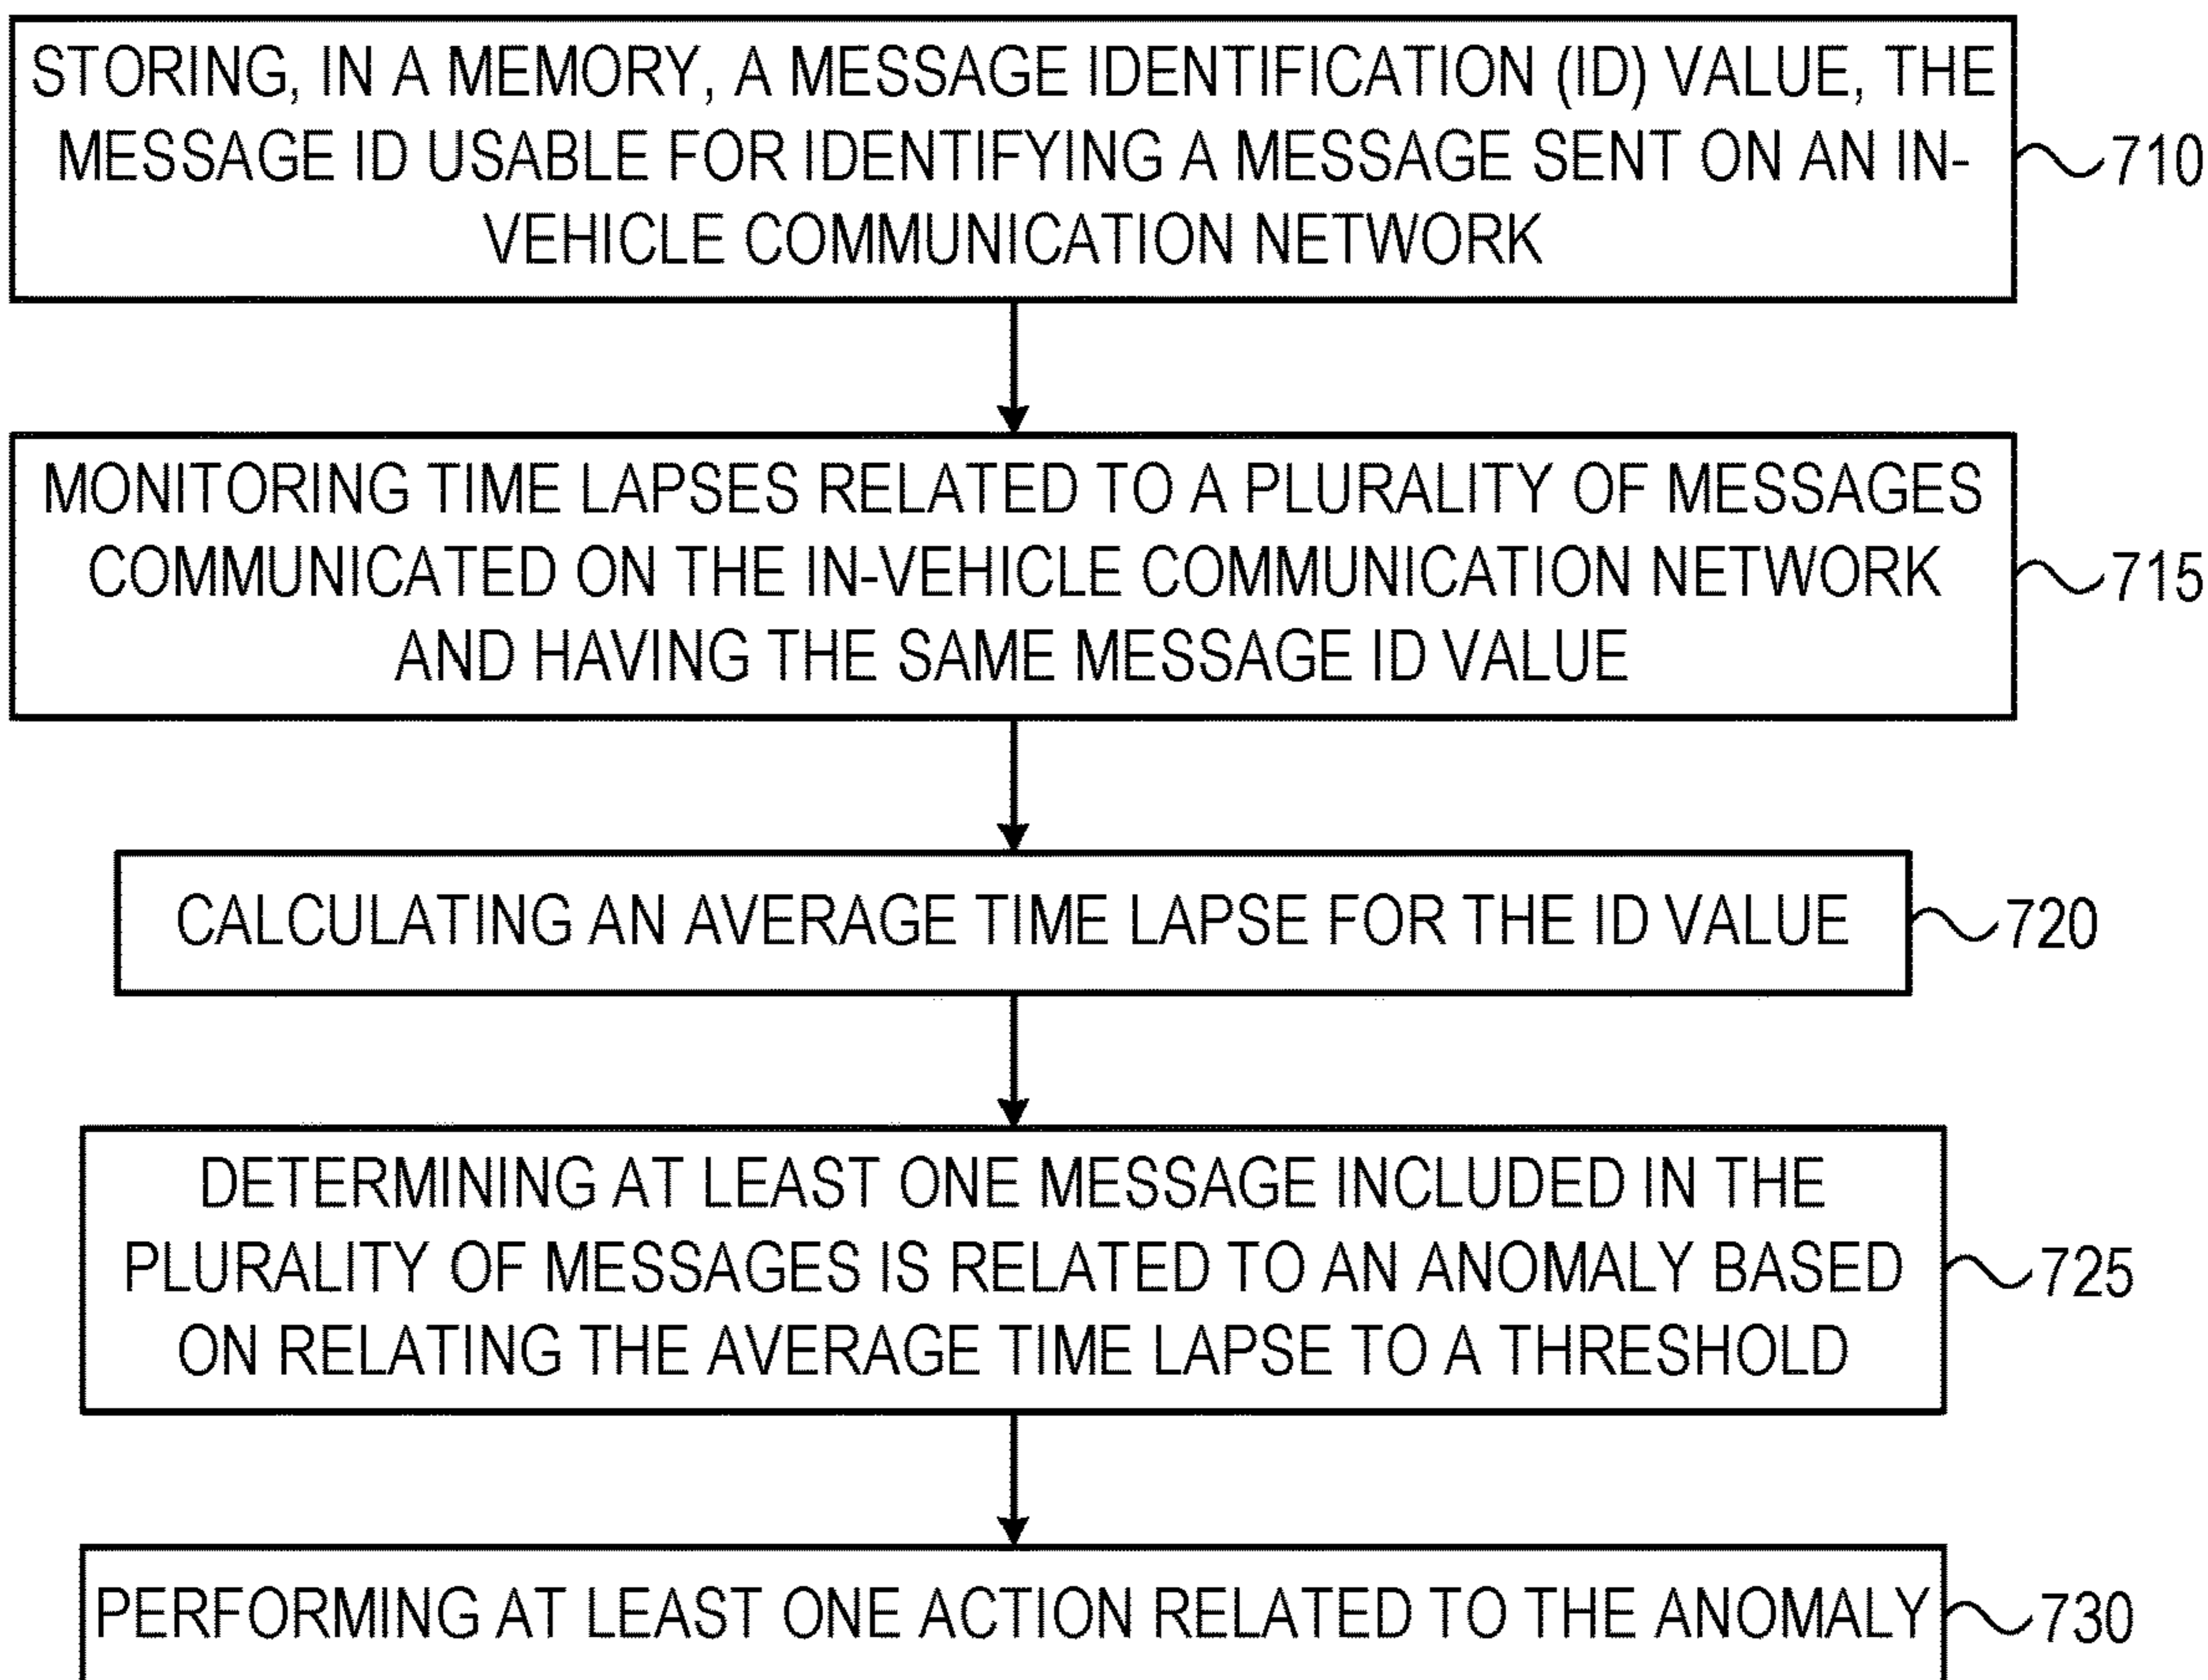 STORING, IN A MEMORY, A MESSAGE IDENTIFICATION (ID) VALUE, THE
MESSAGE ID USABLE FOR IDENTIFYING A MESSAGE SENT ON AN IN-
VEHICLE COMMUNICATION NETWORK
710
MONITORING TIME LAPSES RELATED TO A PLURALITY OF MESSAGES
COMMUNICATED ON THE IN-VEHICLE COMMUNICATION NETWORK
AND HAVING THE SAME MESSAGE ID VALUE
715
CALCULATING AN AVERAGE TIME LAPSE FOR THE ID VALUE
720
DETERMINING AT LEAST ONE MESSAGE INCLUDED IN THE
PLURALITY OF MESSAGES IS RELATED TO AN ANOMALY BASED
ON RELATING THE AVERAGE TIME LAPSE TO A THRESHOLD
725
PERFORMING AT LEAST ONE ACTION RELATED TO THE ANOMALY
730